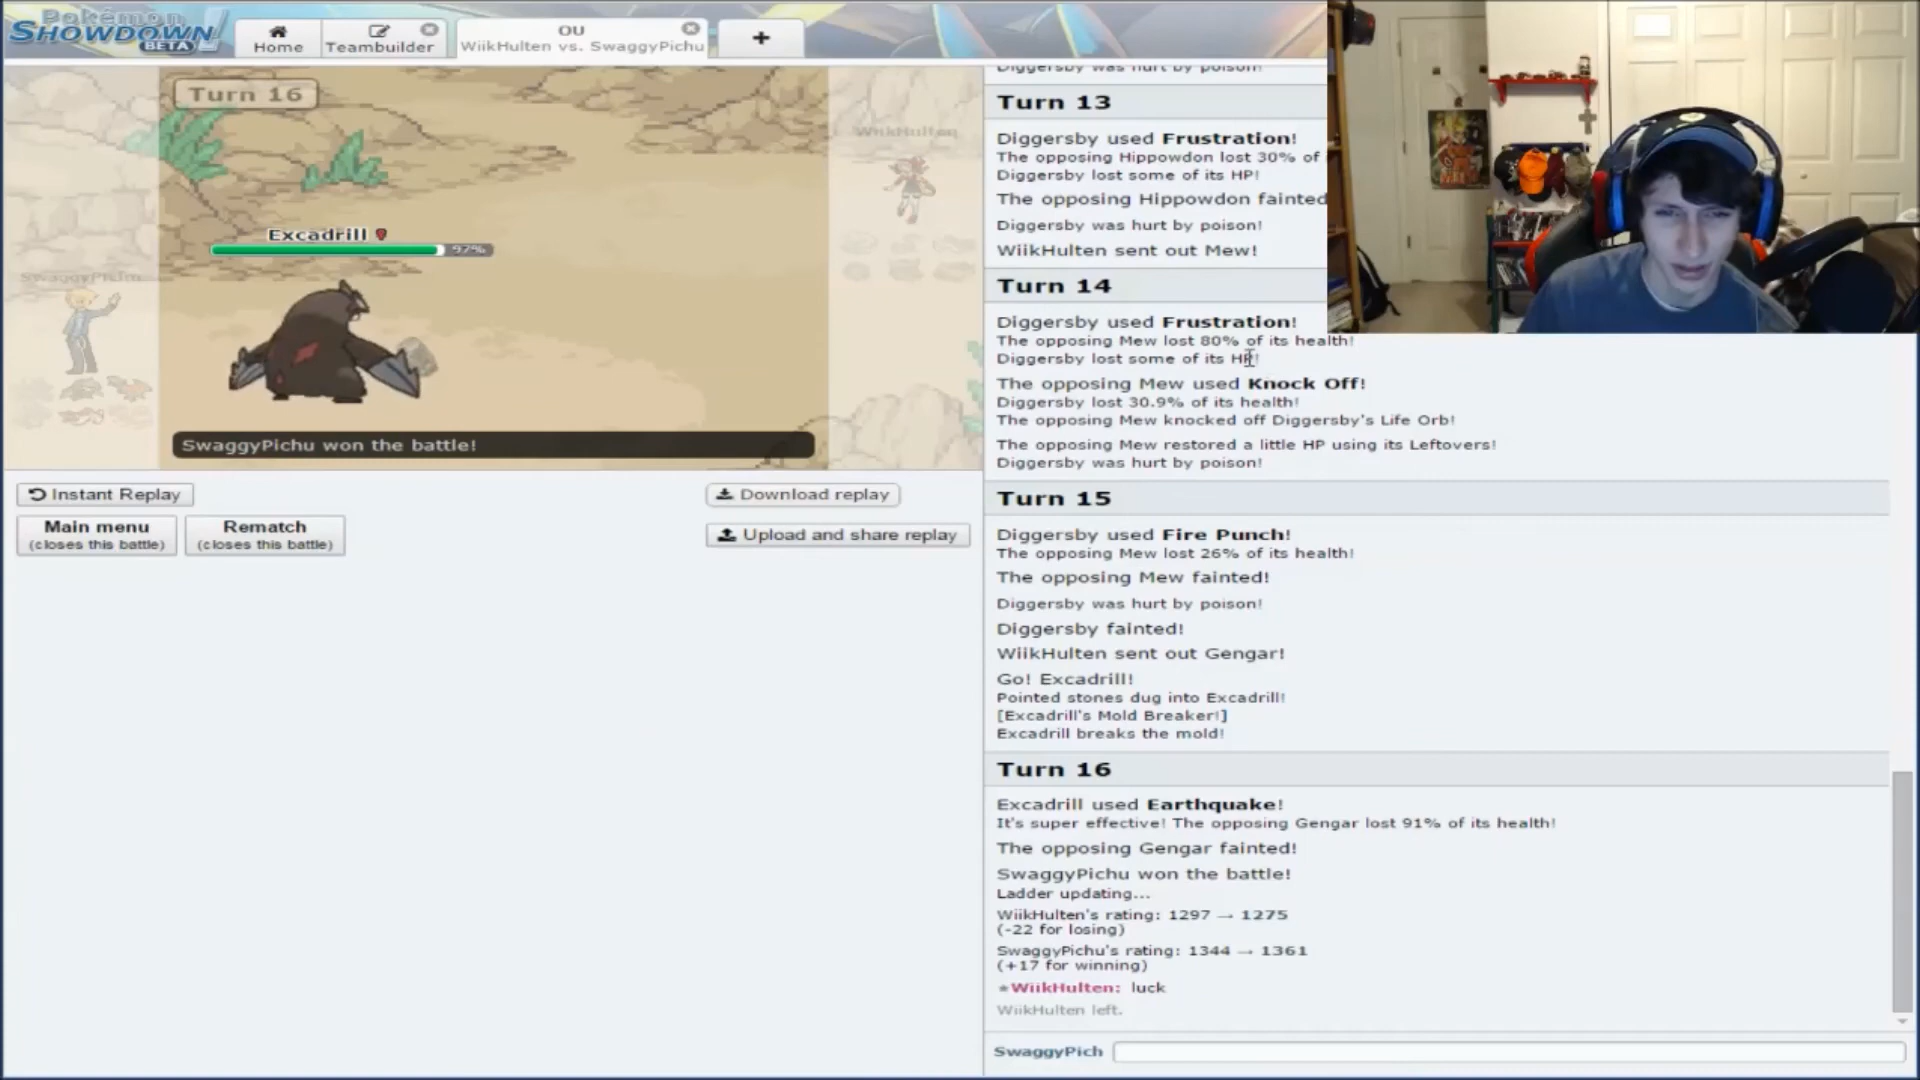 Pokémon
SHOWDOWN
BETA
Home
Teambuilder
OU
WiikHulten vs. SwaggyPichu
+
Turn 16
WiikHulten
Excadrill
97%
SwaggyPichu
SwaggyPichu won the battle!
Instant Replay
Download replay
Main menu
(closes this battle)
Rematch
(closes this battle)
Upload and share replay
Diggersby was hurt by poison!
Turn 13
Diggersby used Frustration!
The opposing Hippowdon lost 30% of
Diggersby lost some of its HP!
The opposing Hippowdon fainted
Diggersby was hurt by poison!
WiikHulten sent out Mew!
Turn 14
Diggersby used Frustration!
The opposing Mew lost 80% of its health!
Diggersby lost some of its HP!
The opposing Mew used Knock Off!
Diggersby lost 30.9% of its health!
The opposing Mew knocked off Diggersby's Life Orb!
The opposing Mew restored a little HP using its Leftovers!
Diggersby was hurt by poison!
Turn 15
Diggersby used Fire Punch!
The opposing Mew lost 26% of its health!
The opposing Mew fainted!
Diggersby was hurt by poison!
Diggersby fainted!
WiikHulten sent out Gengar!
Go! Excadrill!
Pointed stones dug into Excadrill!
[Excadrill's Mold Breaker!]
Excadrill breaks the mold!
Turn 16
Excadrill used Earthquake!
It's super effective! The opposing Gengar lost 91% of its health!
The opposing Gengar fainted!
SwaggyPichu won the battle!
Ladder updating...
WiikHulten's rating: 1297 → 1275
(-22 for losing)
SwaggyPichu's rating: 1344 → 1361
(+17 for winning)
★WiikHulten: luck
WiikHulten left.
SwaggyPich